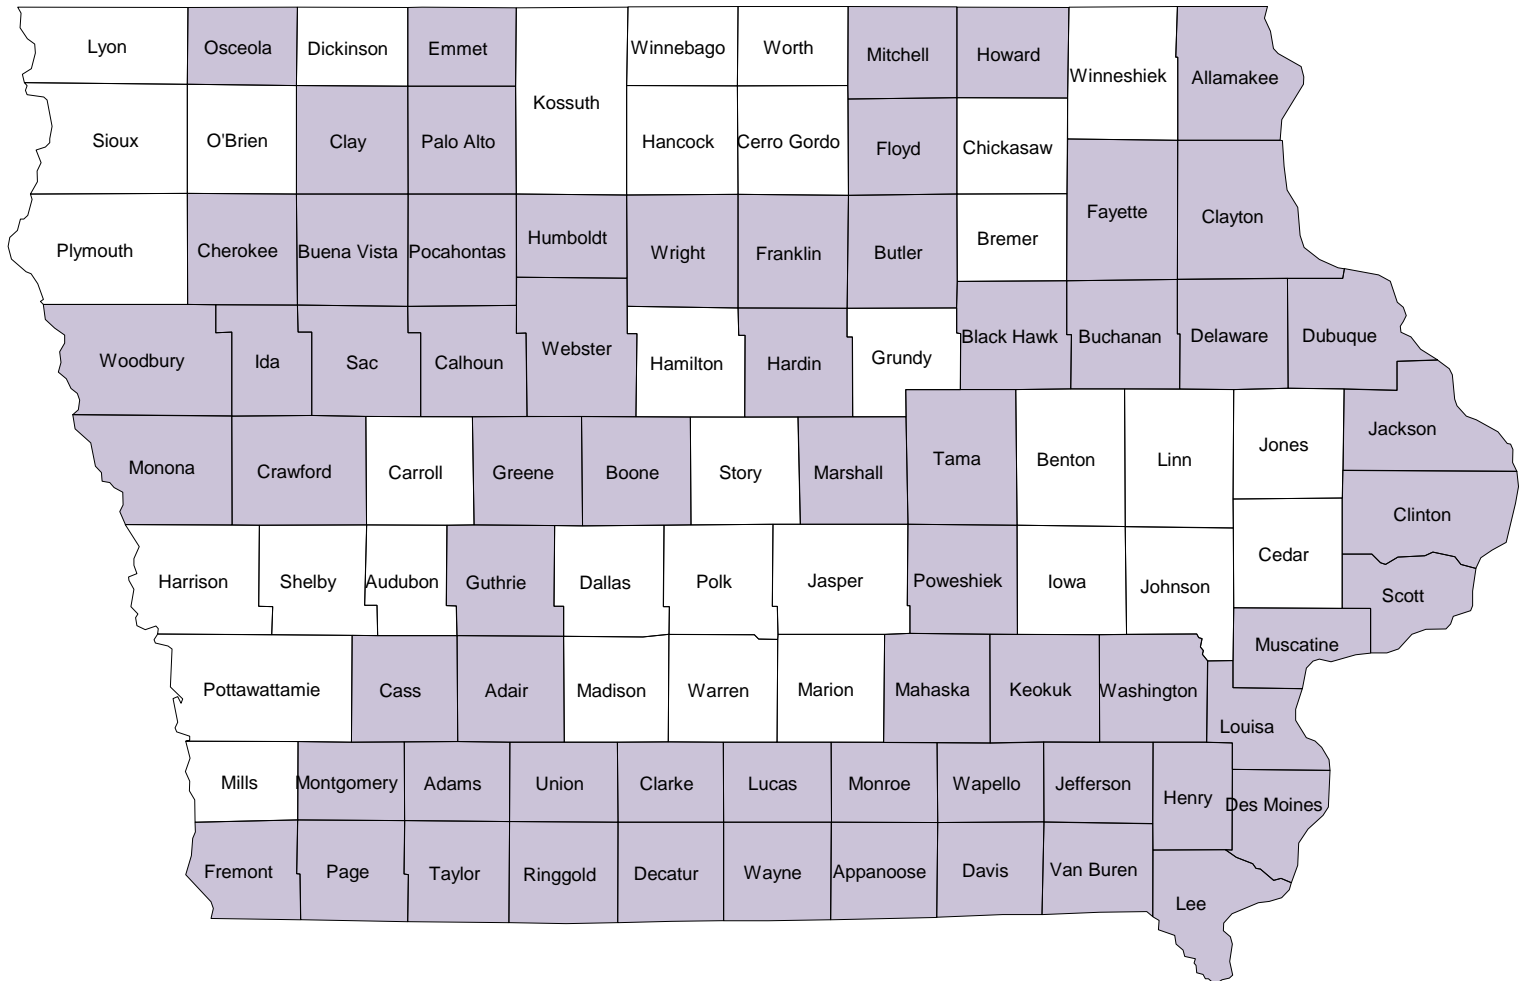 Lyon
Osceola
Dickinson
Emmet
Kossuth
Winnebago
Worth
Mitchell
Howard
Winneshiek
Allamakee
Sioux
O'Brien
Clay
Palo Alto
Hancock
Cerro Gordo
Floyd
Chickasaw
Fayette
Clayton
Plymouth
Cherokee
Buena Vista
Pocahontas
Humboldt
Wright
Franklin
Butler
Bremer
Woodbury
Ida
Sac
Calhoun
Webster
Hamilton
Hardin
Grundy
Black Hawk
Buchanan
Delaware
Dubuque
Monona
Crawford
Carroll
Greene
Boone
Story
Marshall
Tama
Benton
Linn
Jones
Jackson
Clinton
Harrison
Shelby
Audubon
Guthrie
Dallas
Polk
Jasper
Poweshiek
Iowa
Johnson
Cedar
Scott
Muscatine
Pottawattamie
Cass
Adair
Madison
Warren
Marion
Mahaska
Keokuk
Washington
Louisa
Mills
Montgomery
Adams
Union
Clarke
Lucas
Monroe
Wapello
Jefferson
Henry
Des Moines
Fremont
Page
Taylor
Ringgold
Decatur
Wayne
Appanoose
Davis
Van Buren
Lee